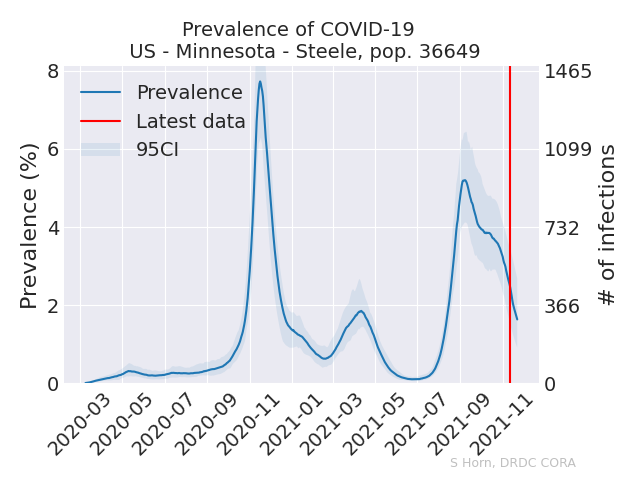 Prevalence of COVID-19
US - Minnesota - Steele, pop. 36649
Prevalence (%)
8
6
4
2
0
Prevalence
Latest data
95CI
1465
1099
732
366
0
# of infections
2020-03
2020-05
2020-07
2020-09
2020-11
2021-01
2021-03
2021-05
2021-07
2021-09
2021-11
S Horn, DRDC CORA